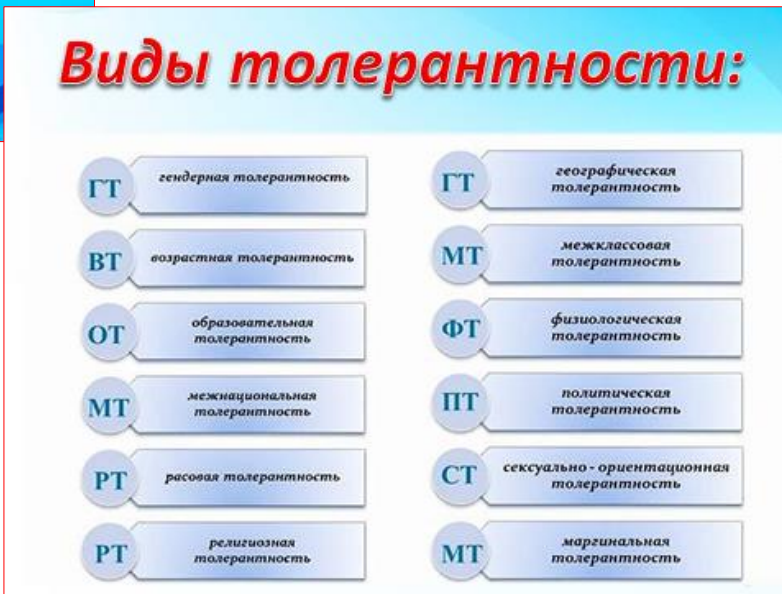 Виды толерантности:
ГТ
гендерная толерантность
ВТ
возрастная толерантность
ОТ
образовательная
толерантность
МТ
межнациональная
толерантность
РТ
расовая толерантность
РТ
религиозная
толерантность
ГТ
географическая
толерантность
МТ
межклассовая
толерантность
ФТ
физиологическая
толерантность
ПТ
политическая
толерантность
СТ
сексуально - ориентационная
толерантность
МТ
маргинальная
толерантность